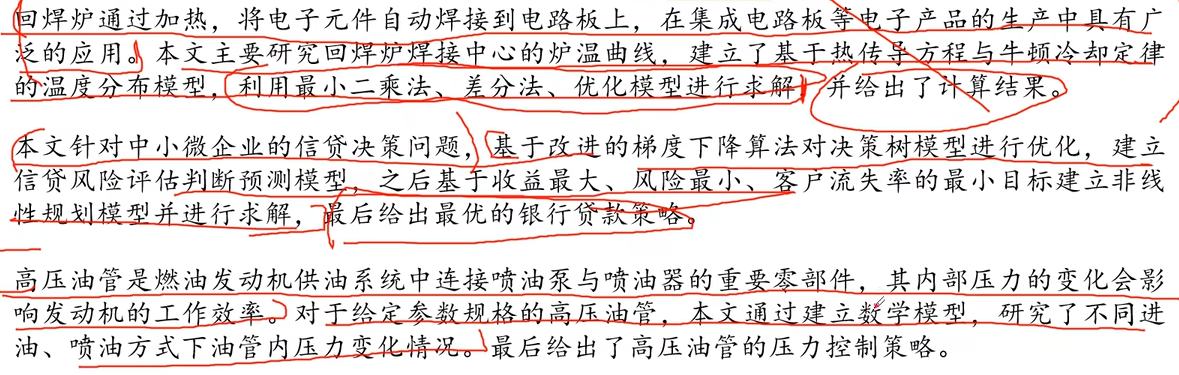 回焊炉通过加热，将电子元件自动焊接到电路板上，在集成电路板等电子产品的生产中具有广
泛的应用。本文主要研究回焊炉焊接中心的炉温曲线，建立了基于热传导方程与牛顿冷却定律
的温度分布模型，利用最小二乘法、差分法、优化模型进行求解，并给出了计算结果。
本文针对中小微企业的信贷决策问题，基于改进的梯度下降算法对决策树模型进行优化，建立
信贷风险评估判断预测模型，之后基于收益最大、风险最小、客户流失率的最小目标建立非线
性规划模型并进行求解，最后给出最优的银行贷款策略。
高压油管是燃油发动机供油系统中连接喷油泵与喷油器的重要零部件，其内部压力的变化会影
响发动机的工作效率。对于给定参数规格的高压油管，本文通过建立数学模型，研究了不同进
油、喷油方式下油管内压力变化情况。最后给出了高压油管的压力控制策略。